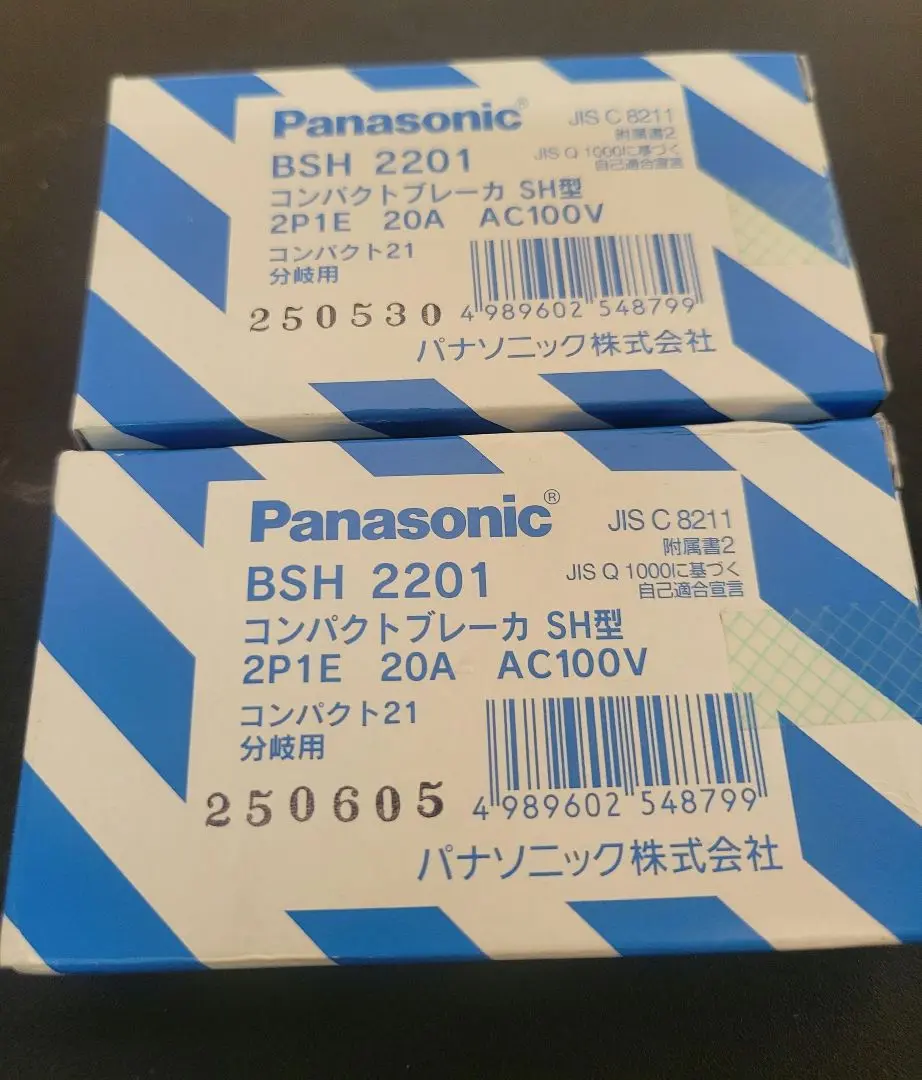 Panasonic®
JIS C 8211
附属書2
BSH 2201
JIS Q 1000に基づく
自己適合宣言
コンパクトブレーカ SH型
2P1E 20A AC100V
コンパクト21
分岐用
250530
4 989602 548799
パナソニック株式会社
Panasonic®
JIS C 8211
附属書2
BSH 2201
JIS Q 1000に基づく
自己適合宣言
コンパクトブレーカ SH型
2P1E 20A AC100V
コンパクト21
分岐用
250605
4 989602 548799
パナソニック株式会社